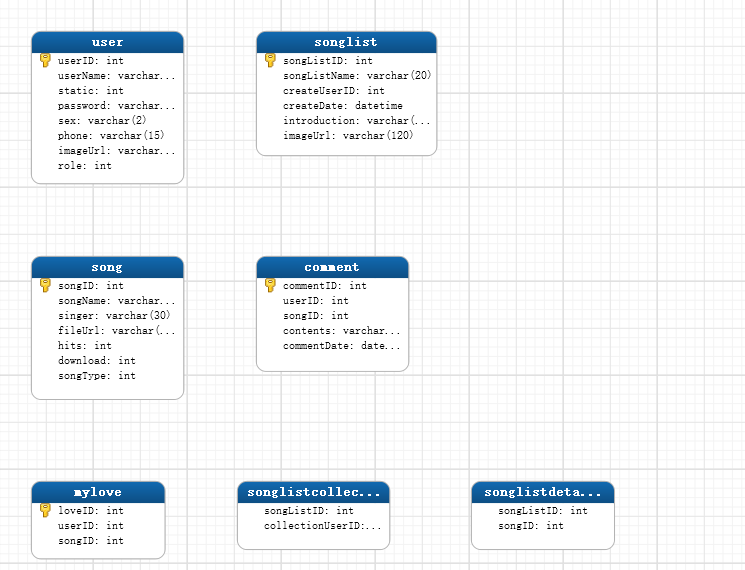 user
userID: int
userName: varchar...
static: int
password: varchar...
sex: varchar(2)
phone: varchar(15)
imageUrl: varchar...
role: int
songlist
songListID: int
songListName: varchar(20)
createUserID: int
createDate: datetime
introduction: varchar(...
imageUrl: varchar(120)
song
songID: int
songName: varchar...
singer: varchar(30)
fileUrl: varchar(...
hits: int
download: int
songType: int
comment
commentID: int
userID: int
songID: int
contents: varchar...
commentDate: date...
mylove
loveID: int
userID: int
songID: int
songlistcollec...
songListID: int
collectionUserID:...
songlistdeta...
songListID: int
songID: int